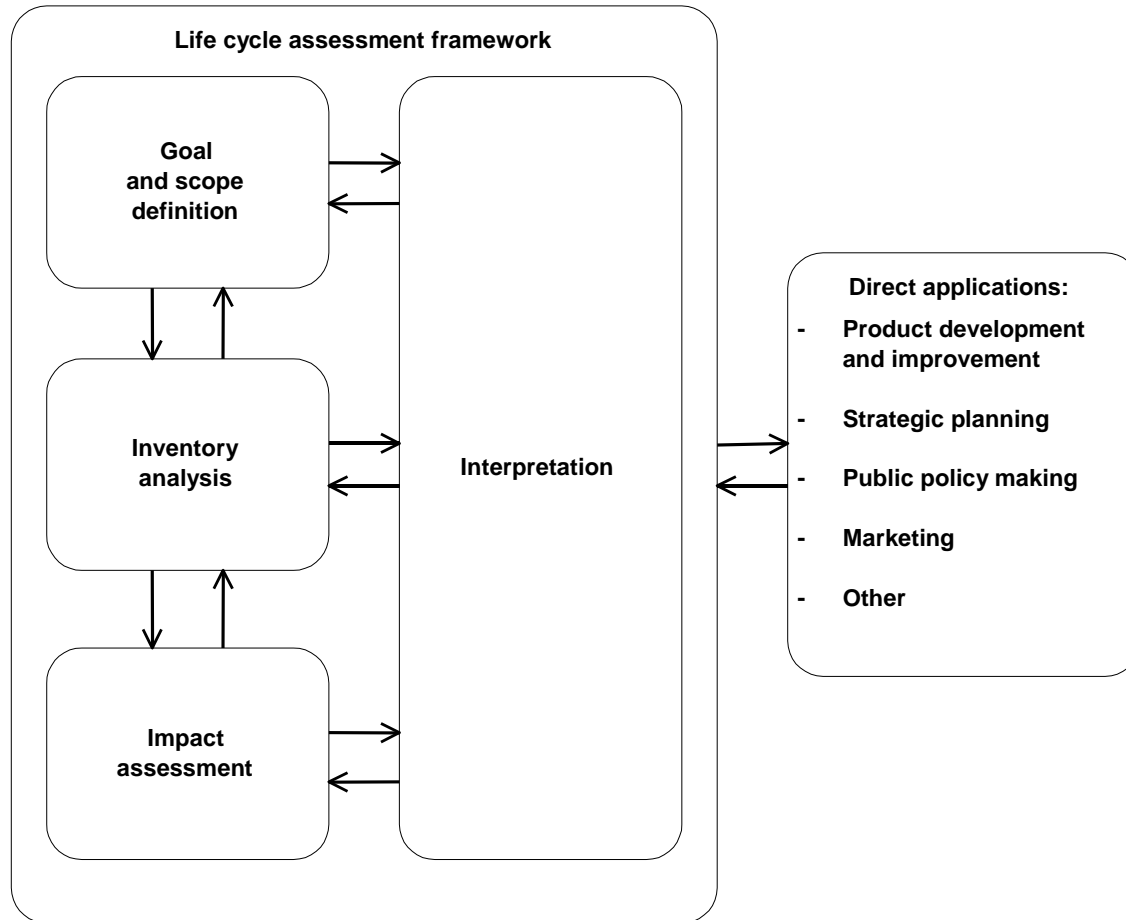 Life cycle assessment framework
Goal
and scope
definition
Inventory
analysis
Impact
assessment
Interpretation
Direct applications:
- Product development
and improvement
- Strategic planning
- Public policy making
- Marketing
- Other